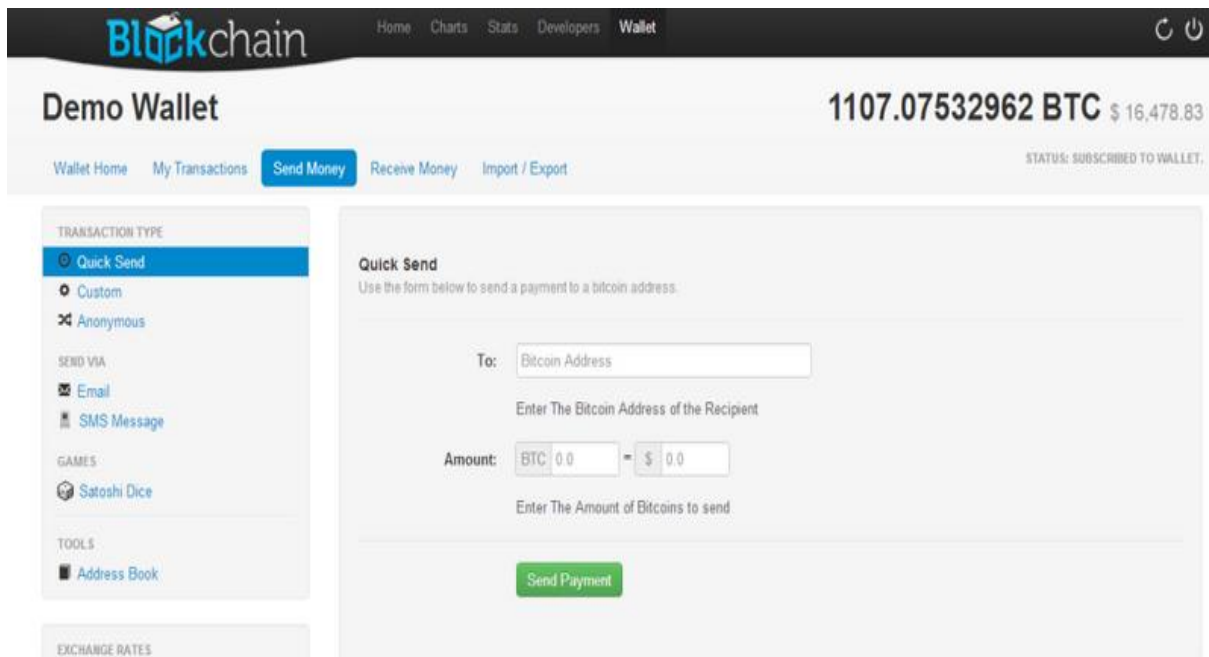 Blockchain Home Charts Stats Developers Wallet
Demo Wallet
1107.07532962 BTC $ 16,478.83
Wallet Home My Transactions Send Money Receive Money Import / Export
STATUS: SUBSCRIBED TO WALLET.
TRANSACTION TYPE
Quick Send
Custom
Anonymous
SEND VIA
Email
SMS Message
GAMES
Satoshi Dice
TOOLS
Address Book
EXCHANGE RATES
Quick Send
Use the form below to send a payment to a bitcoin address.
To: Bitcoin Address
Enter The Bitcoin Address of the Recipient
Amount: BTC 0.0 = $ 0.0
Enter The Amount of Bitcoins to send
Send Payment